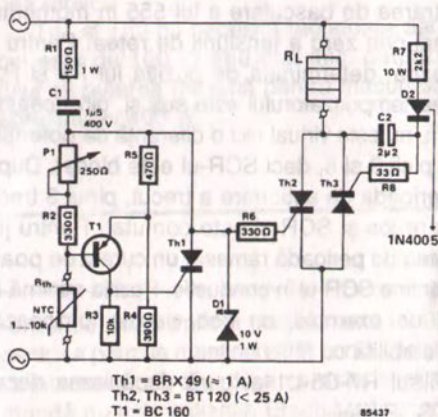 R1
150Ω
1 W
C1
1μ5
400 V
P1
250Ω
R2
330Ω
Rth
NTC
1...10k
T1
R3
10k
R4
390Ω
R5
470Ω
Th1
R6
330Ω
D1
10 V
1 W
RL
Th2
Th3
C2
2μ2
R8
33 Ω
R7
10 W
2k2
D2
1N4005
Th1 = BRX 49 (≈ 1 A)
Th2, Th3 = BT 120 (< 25 A)
T1 = BC 160
96437